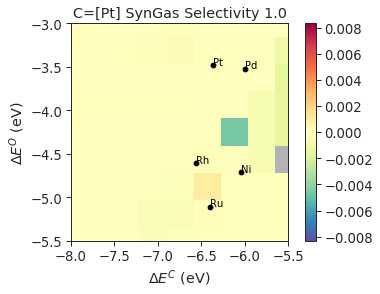 C=[Pt] SynGas Selectivity 1.0
−3.0
−3.5
−4.0
−4.5
−5.0
−5.5
ΔE^O (eV)
Pt
Pd
Rh
Ni
Ru
−8.0 −7.5 −7.0 −6.5 −6.0 −5.5
ΔE^C (eV)
0.008
0.006
0.004
0.002
0.000
−0.002
−0.004
−0.006
−0.008